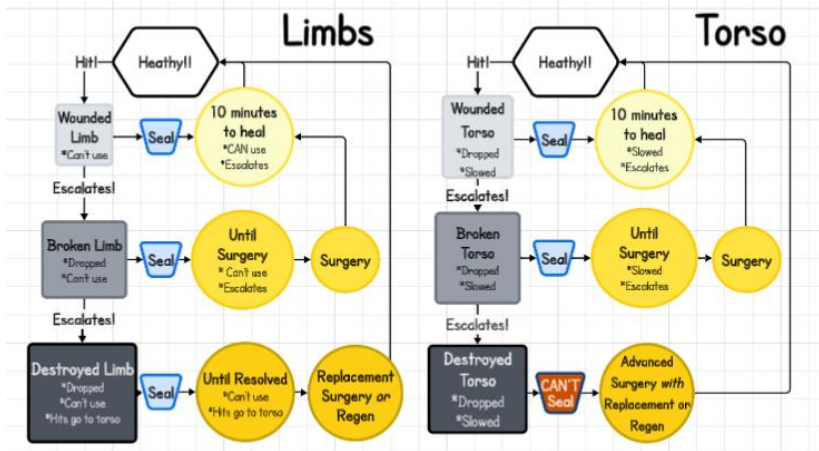 Limbs
Hit!
Heathy!!
Wounded
Limb
*Can't use
Seal
10 minutes
to heal
*CAN use
*Escalates
Escalates!
Broken Limb
*Dropped
*Can't use
Seal
Until
Surgery
* Can't use
*Escalates
Surgery
Escalates!
Destroyed Limb
*Dropped
*Can't use
*Hits go to torso
Seal
Until Resolved
*Can't use
*Hits go to torso
Replacement
Surgery or
Regen
Torso
Hit!
Heathy!!
Wounded
Torso
*Dropped
*Slowed
Seal
10 minutes
to heal
*Slowed
*Escalates
Escalates!
Broken
Torso
*Dropped
*Slowed
Seal
Until
Surgery
*Slowed
*Escalates
Surgery
Escalates!
Destroyed
Torso
*Dropped
*Slowed
CAN'T
Seal
Advanced
Surgery with
Replacement or
Regen